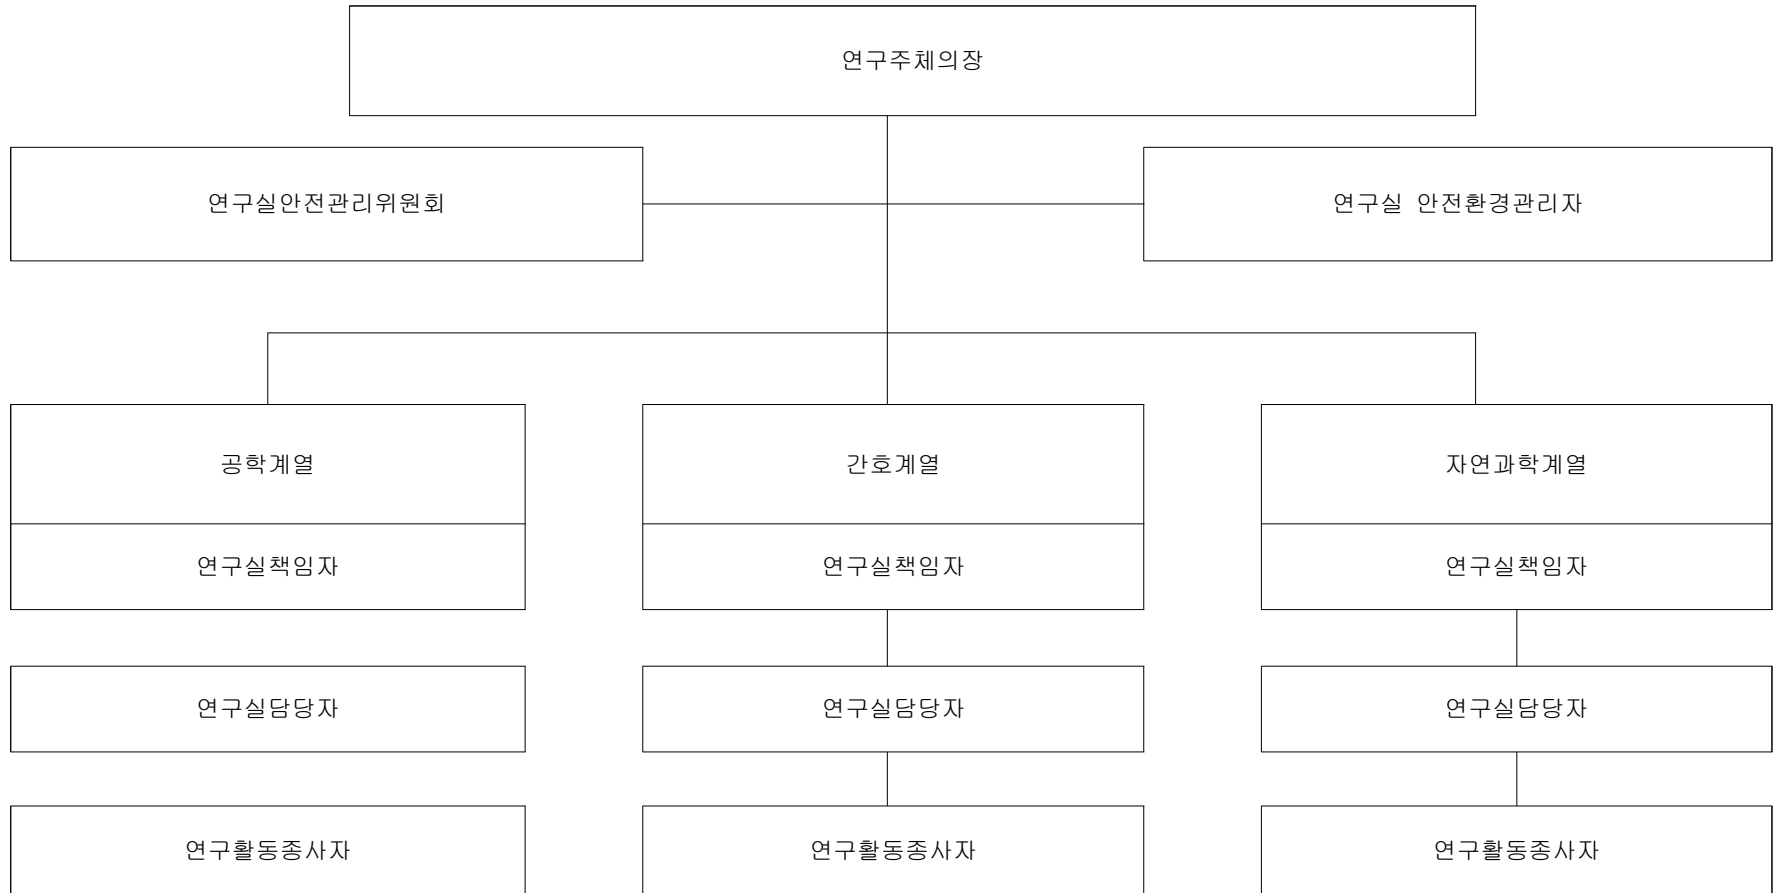 연구주체의장
연구실안전관리위원회
연구실 안전환경관리자
공학계열
간호계열
자연과학계열
연구실책임자
연구실책임자
연구실책임자
연구실담당자
연구실담당자
연구실담당자
연구활동종사자
연구활동종사자
연구활동종사자